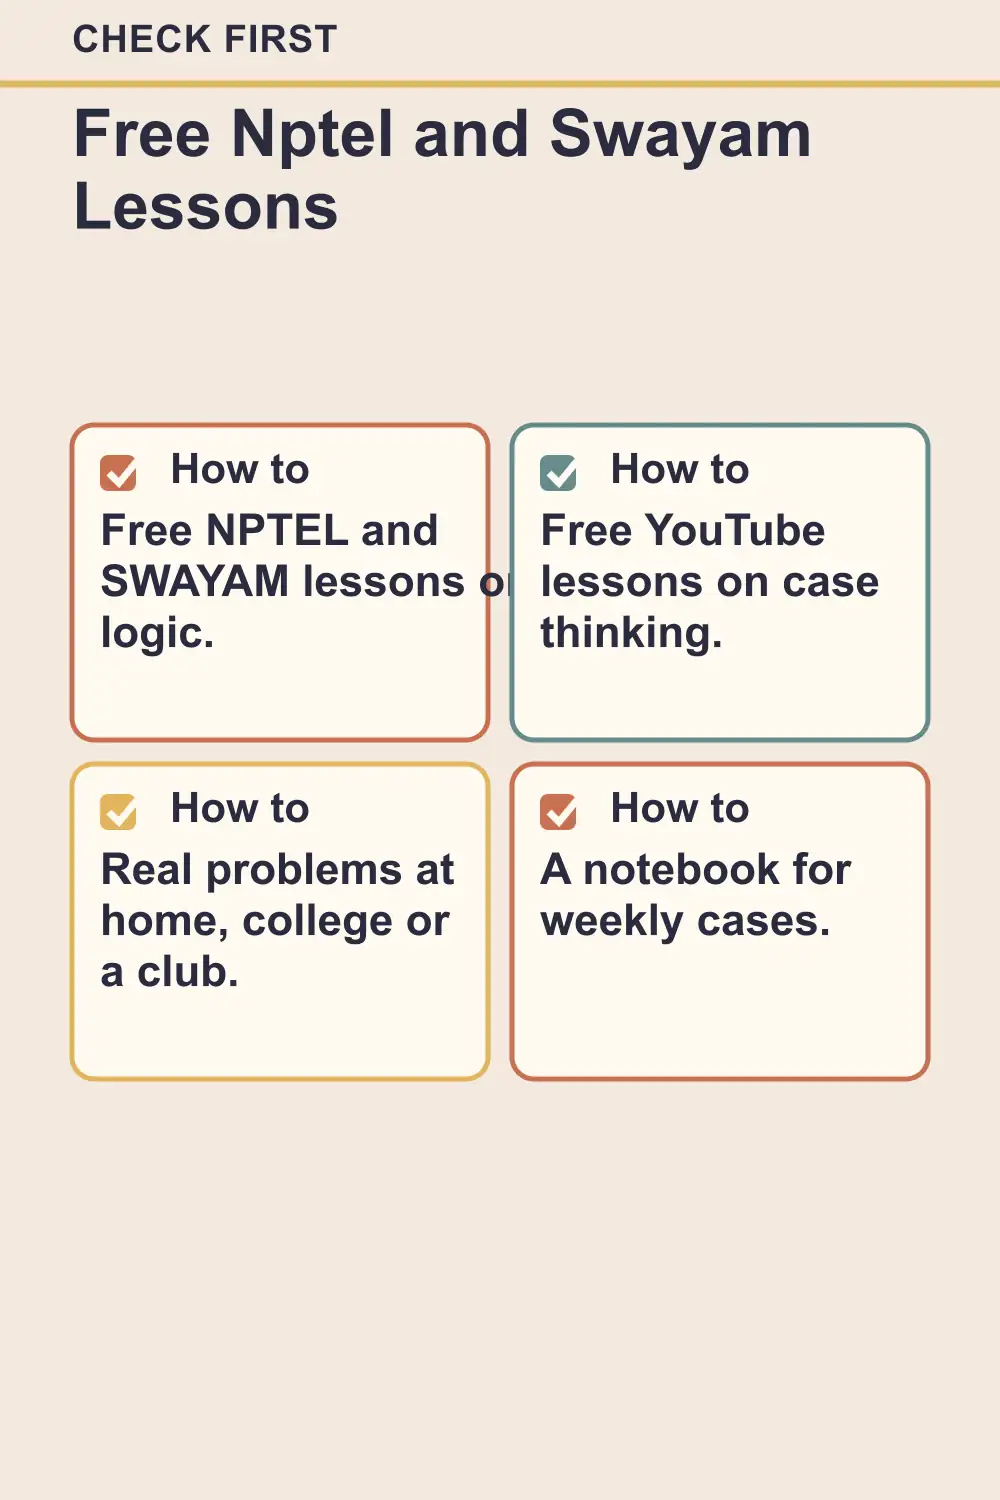 CHECK FIRST
Free Nptel and Swayam
Lessons
How to
Free NPTEL and
SWAYAM lessons
logic.
How to
Free YouTube
lessons on case
thinking.
How to
Real problems at
home, college or
a club.
How to
A notebook for
weekly cases.